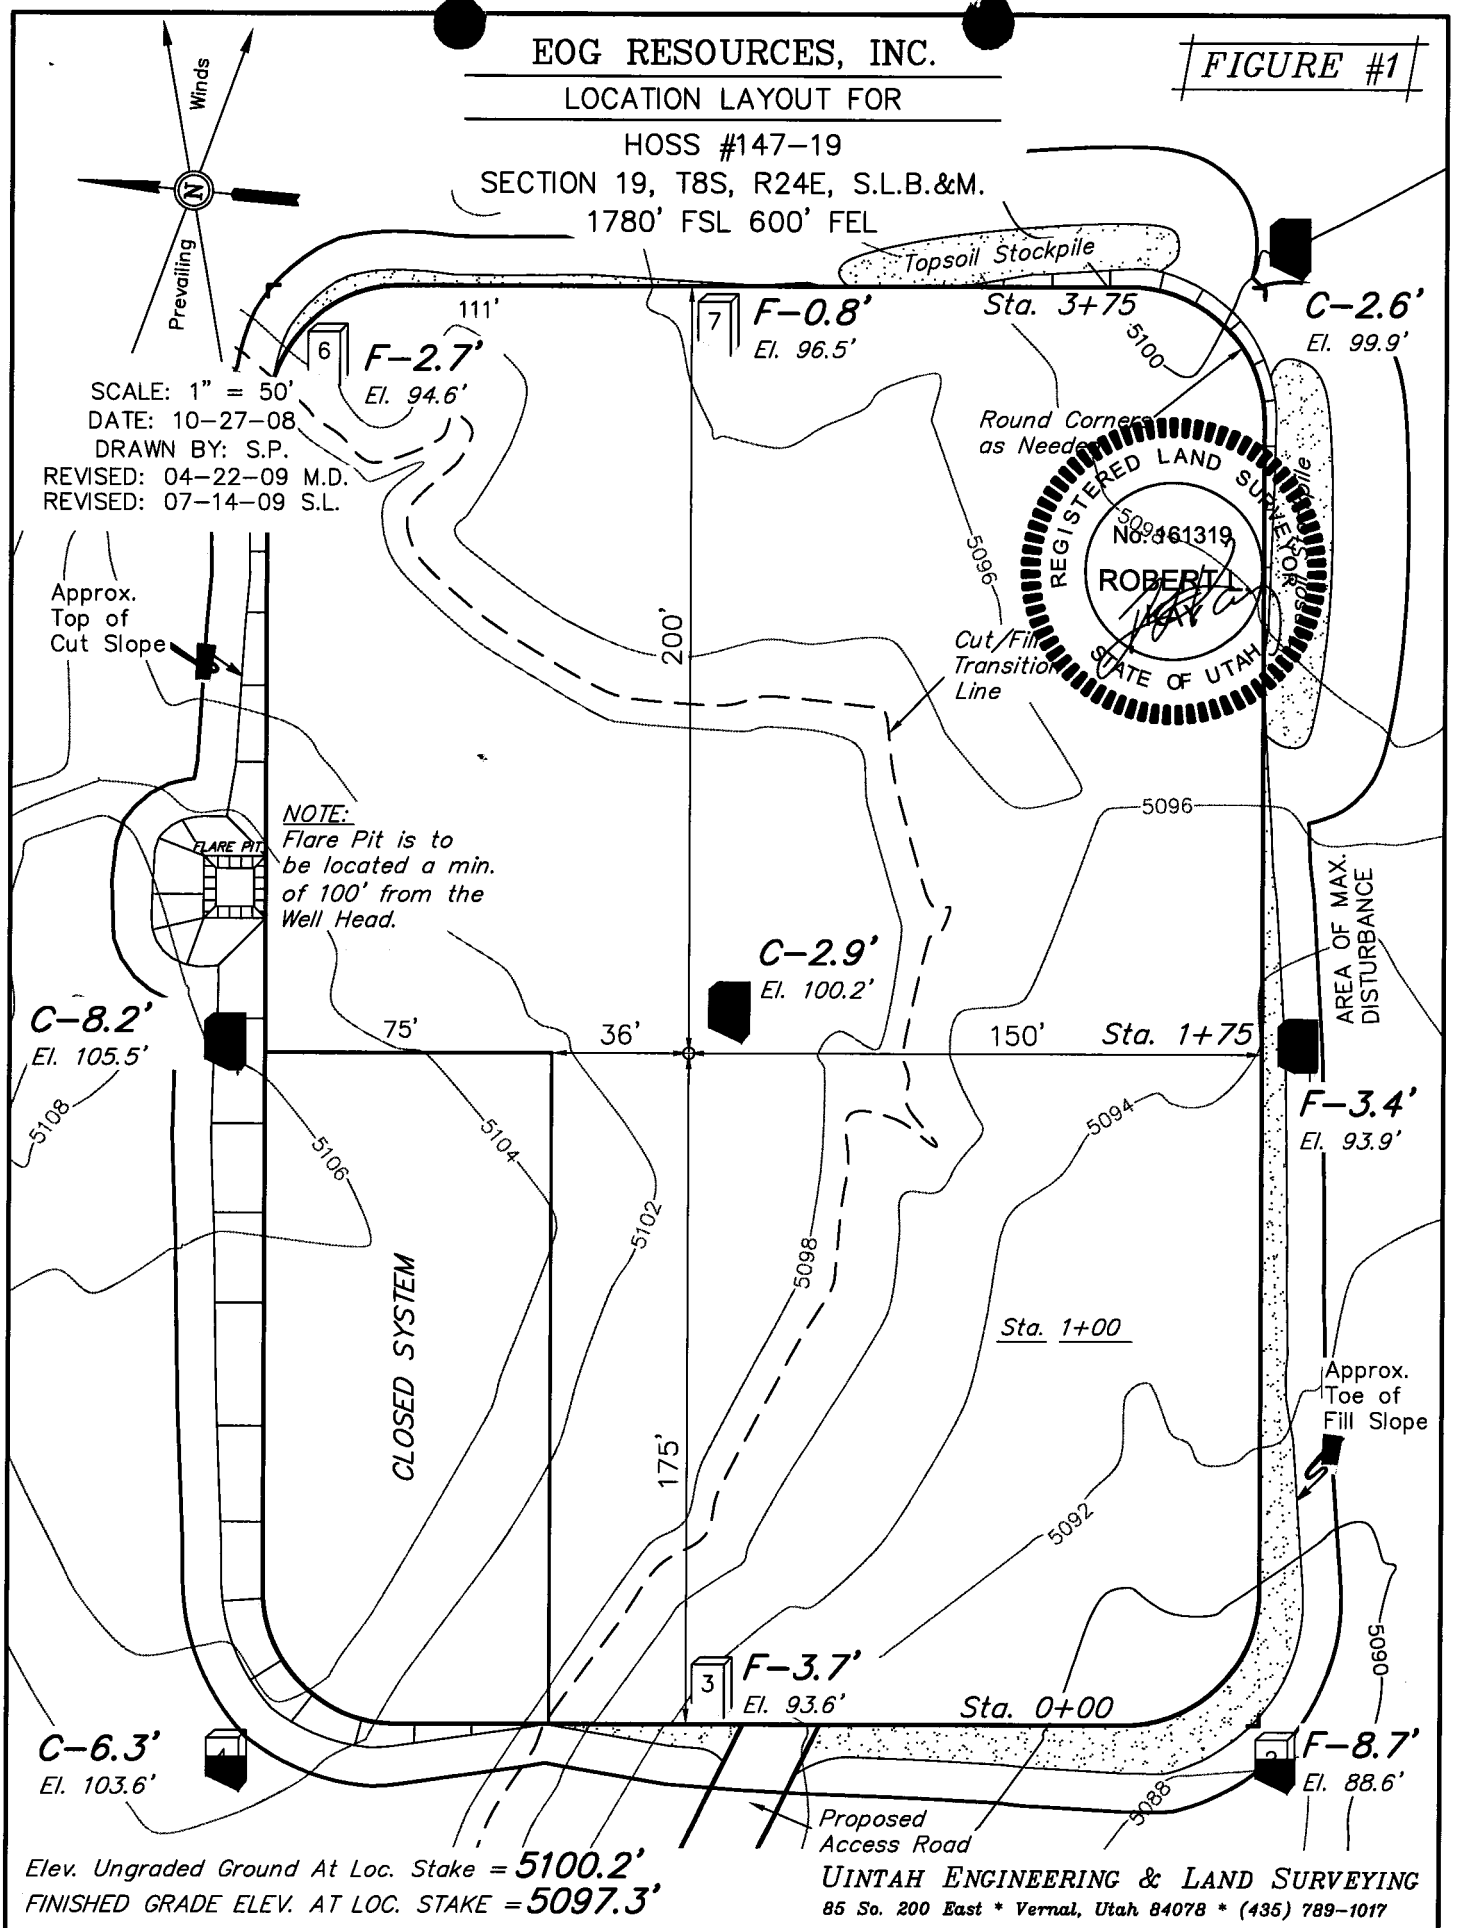 EOG RESOURCES, INC.
FIGURE #1
LOCATION LAYOUT FOR
HOSS #147-19
SECTION 19, T8S, R24E, S.L.B.&M.
1780' FSL 600' FEL
Winds
N
Prevailing
SCALE: 1" = 50'
DATE: 10-27-08
DRAWN BY: S.P.
REVISED: 04-22-09 M.D.
REVISED: 07-14-09 S.L.
Topsoil Stockpile
111'
6
F-2.7'
El. 94.6'
7
F-0.8'
El. 96.5'
Sta. 3+75
C-2.6'
El. 99.9'
5100
Round Corners
as Needed
REGISTERED LAND SURVEYOR
No. 161319
ROBERT L.
KAY
STATE OF UTAH
5096
Approx.
Top of
Cut Slope
200'
Cut/Fill
Transition
Line
NOTE:
Flare Pit is to
be located a min.
of 100' from the
Well Head.
FLARE PIT
5096
AREA OF MAX.
DISTURBANCE
C-2.9'
El. 100.2'
C-8.2'
El. 105.5'
75'
36'
150'
Sta. 1+75
F-3.4'
El. 93.9'
5108
5106
5104
5102
5098
5094
CLOSED SYSTEM
Sta. 1+00
Approx.
Toe of
Fill Slope
175'
5092
5090
3
F-3.7'
El. 93.6'
Sta. 0+00
C-6.3'
El. 103.6'
F-8.7'
El. 88.6'
5088
Proposed
Access Road
Elev. Ungraded Ground At Loc. Stake = 5100.2'
FINISHED GRADE ELEV. AT LOC. STAKE = 5097.3'
UINTAH ENGINEERING & LAND SURVEYING
85 So. 200 East * Vernal, Utah 84078 * (435) 789-1017